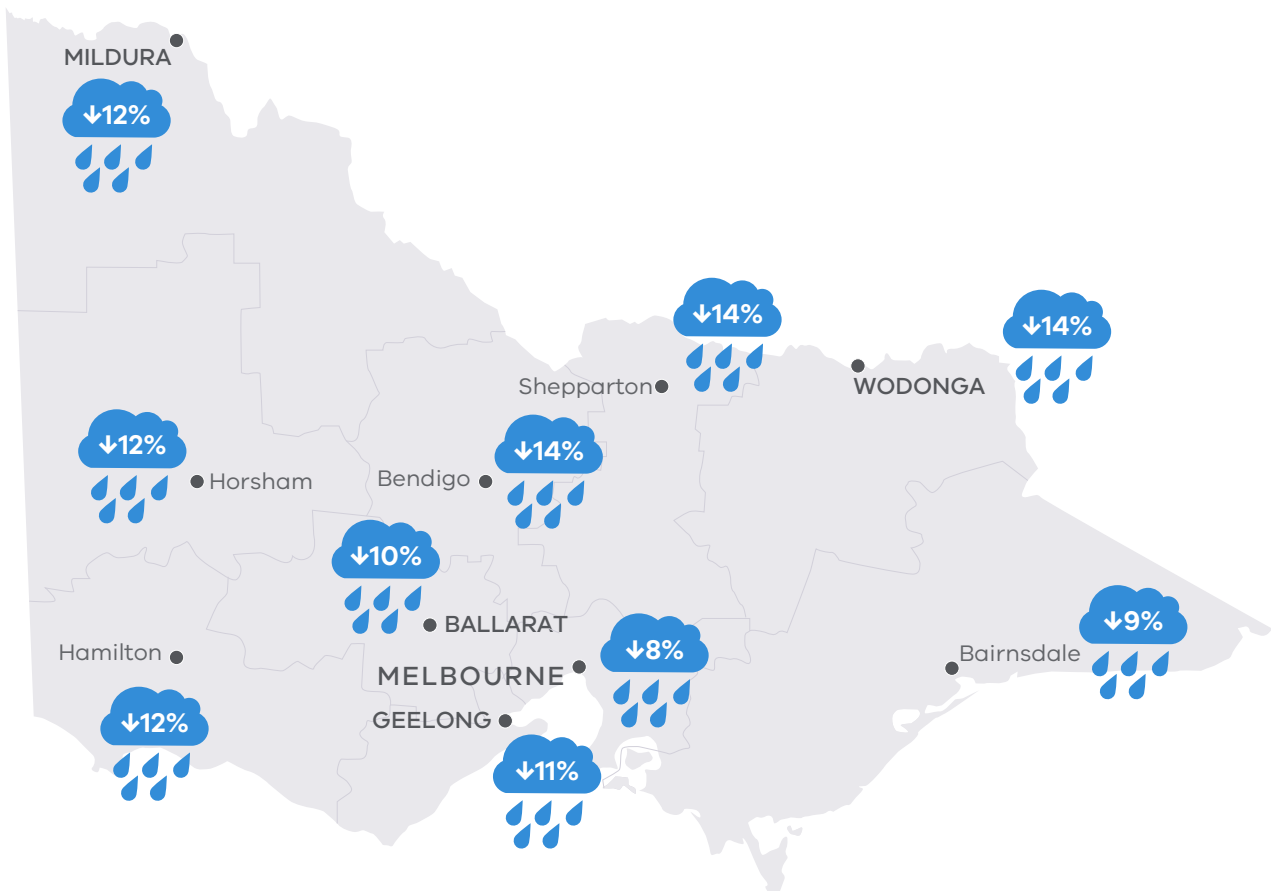 MILDURA
↓12%
↓14%
↓14%
Shepparton
WODONGA
↓12%
Horsham
Bendigo
↓14%
↓10%
BALLARAT
Hamilton
MELBOURNE
↓8%
↓9%
Bairnsdale
↓12%
GEELONG
↓11%